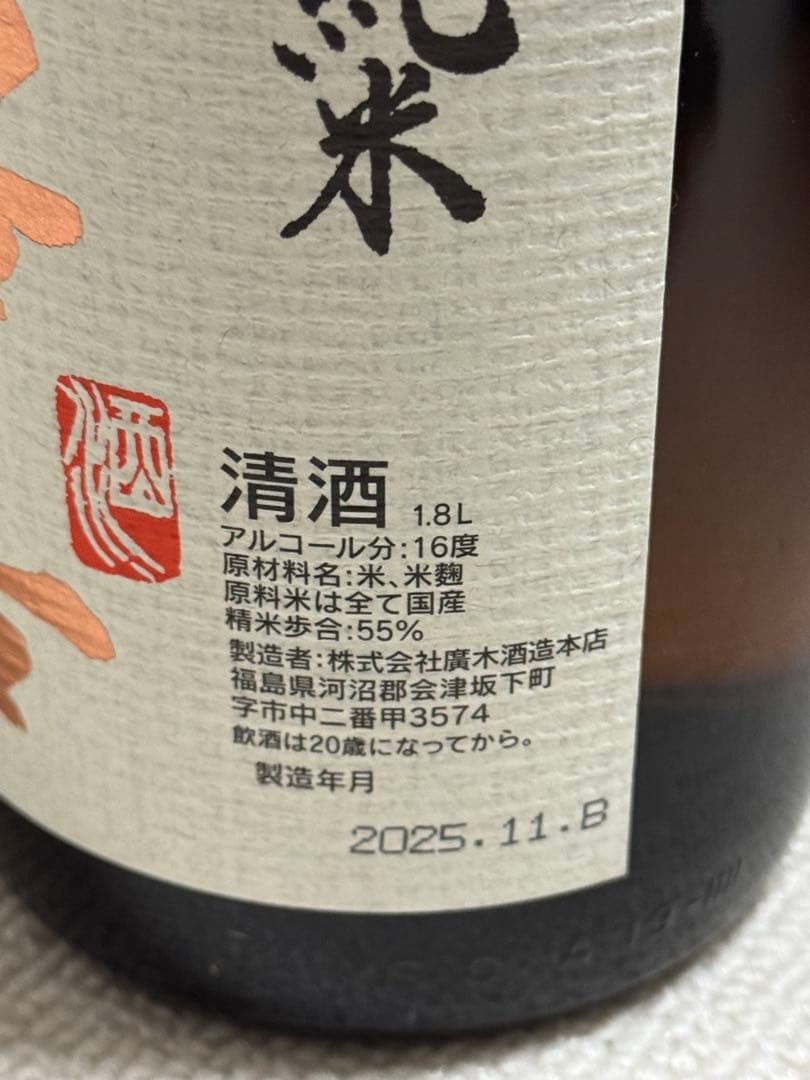 純米
酒
清酒 1.8L
アルコール分:16度
原材料名:米、米麹
原料米は全て国産
精米歩合:55%
製造者:株式会社廣木酒造本店
福島県河沼郡会津坂下町
字市中二番甲3574
飲酒は20歳になってから。
製造年月
2025.11.B